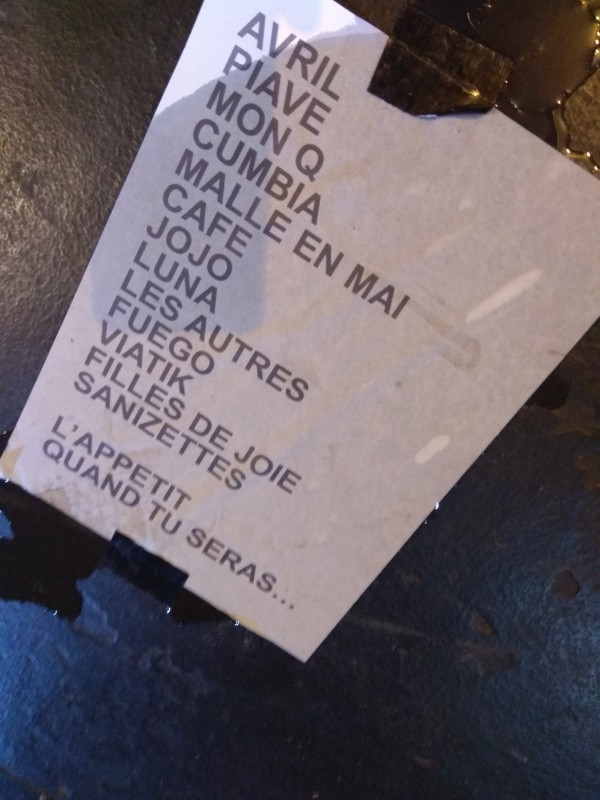 AVRIL
PIAVE
MON Q
CUMBIA
MALLE EN MAI
CAFE
JOJO
LUNA
LES AUTRES
FUEGO
VIATIK
FILLES DE JOIE
SANIZETTES
L'APPETIT
QUAND TU SERAS...